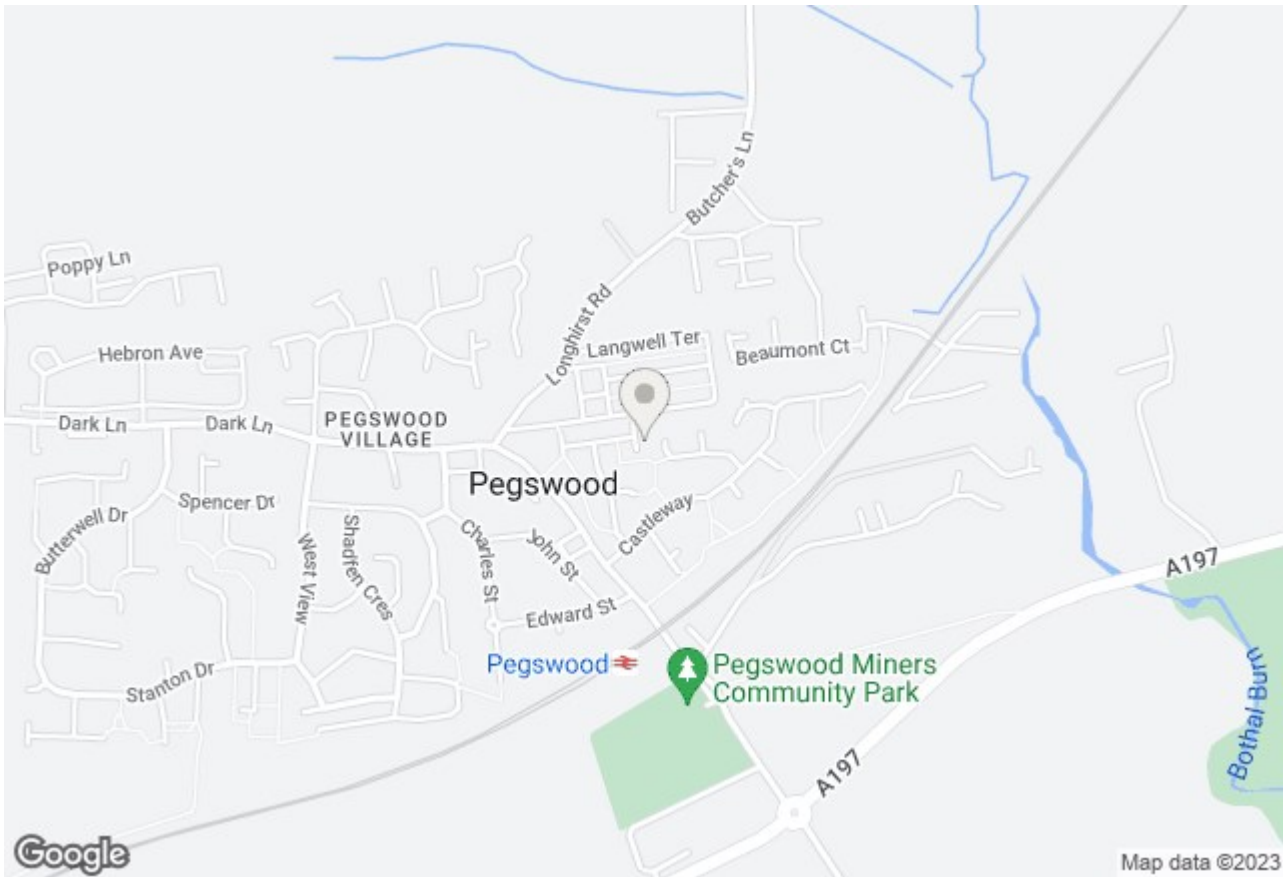 Butcher's Ln
Poppy Ln
Longhirst Rd
Langwell Ter
Hebron Ave
Beaumont Ct
Dark Ln
Dark Ln
PEGSWOOD
VILLAGE
Pegswood
Spencer Dr
Butterwell Dr
Castleway
Shadfen Cres
Charles St
John St
West View
A197
Edward St
Pegswood
Pegswood Miners
Community Park
Stanton Dr
Bothal Burn
A197
Google
Map data ©2023